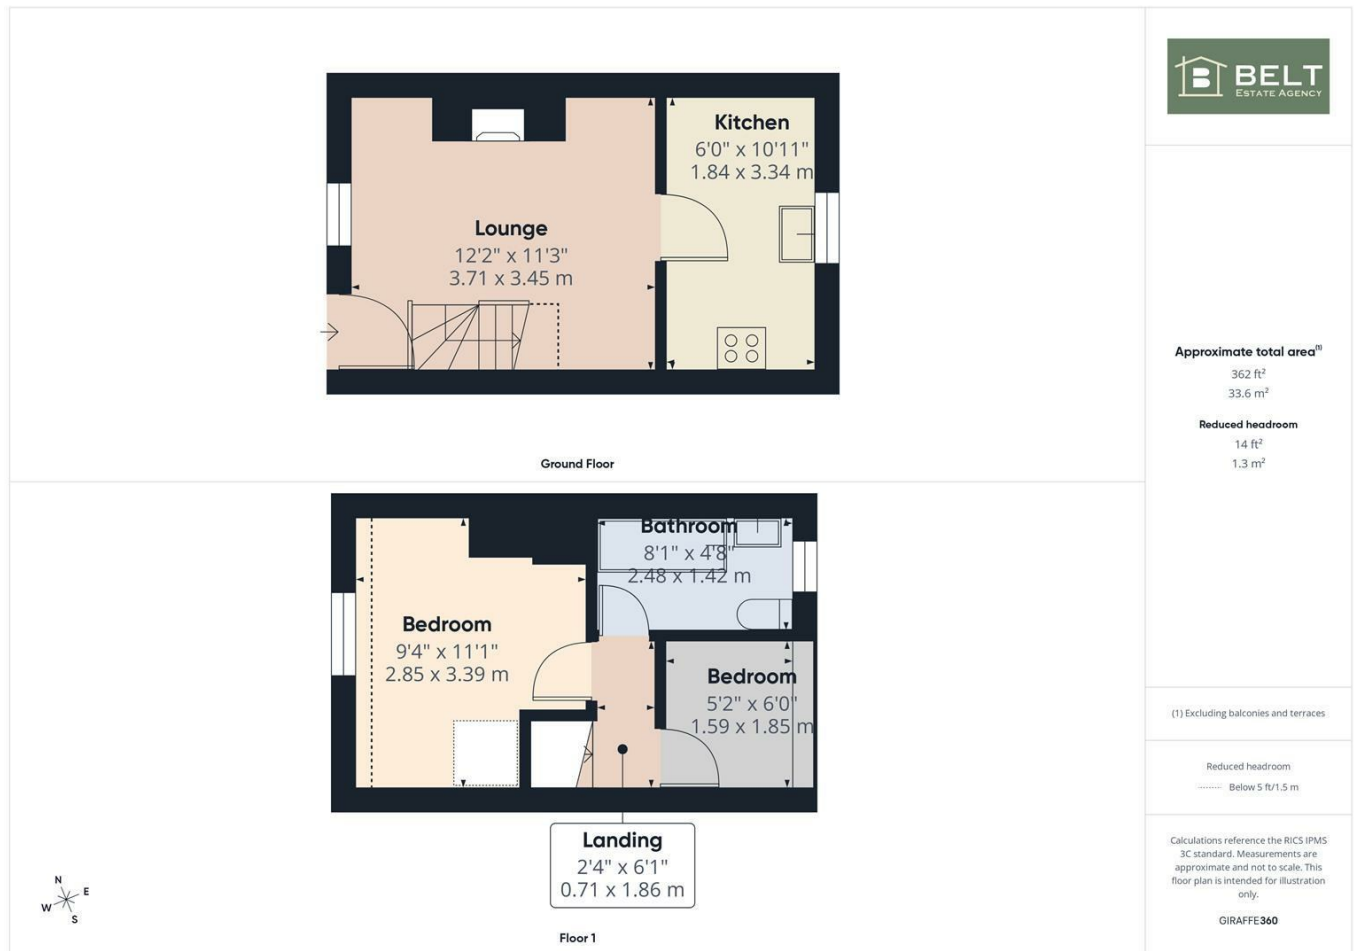 Kitchen
6'0" x 10'11"
1.84 x 3.34 m
Lounge
12'2" x 11'3"
3.71 x 3.45 m
Ground Floor
Bathroom
8'1" x 4'8"
2.48 x 1.42 m
Bedroom
9'4" x 11'1"
2.85 x 3.39 m
Bedroom
5'2" x 6'0"
1.59 x 1.85 m
Landing
2'4" x 6'1"
0.71 x 1.86 m
N
E
W
S
Floor 1
B BELT
ESTATE AGENCY
Approximate total area(1)
362 ft²
33.6 m²
Reduced headroom
14 ft²
1.3 m²
(1) Excluding balconies and terraces
Reduced headroom
Below 5 ft/1.5 m
Calculations reference the RICS IPMS
3C standard. Measurements are
approximate and not to scale. This
floor plan is intended for illustration
only.
GIRAFFE360